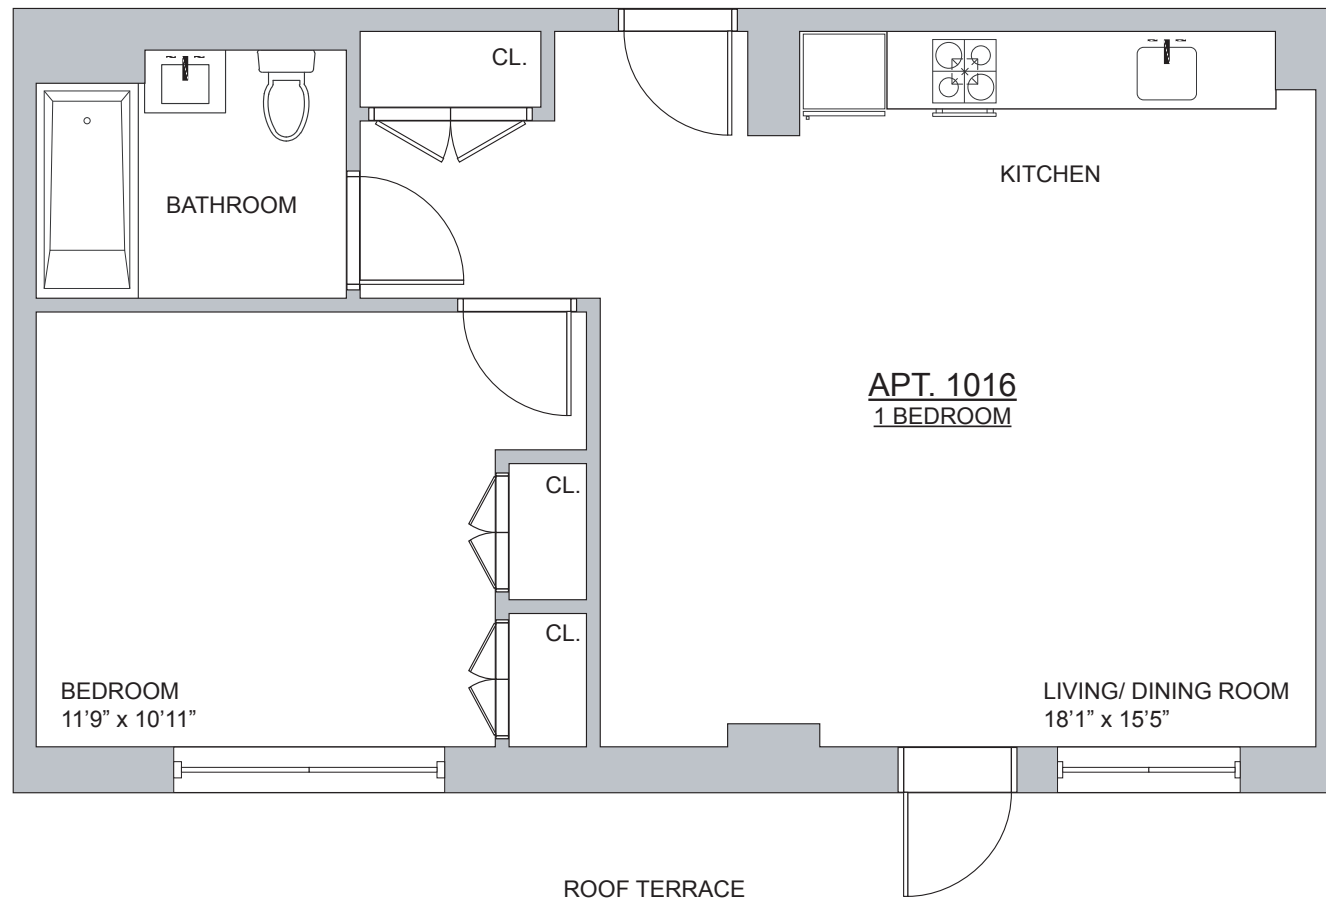 CL.
BATHROOM
KITCHEN
APT. 1016
1 BEDROOM
CL.
CL.
BEDROOM
11’9” x 10’11”
LIVING/ DINING ROOM
18’1” x 15’5”
ROOF TERRACE